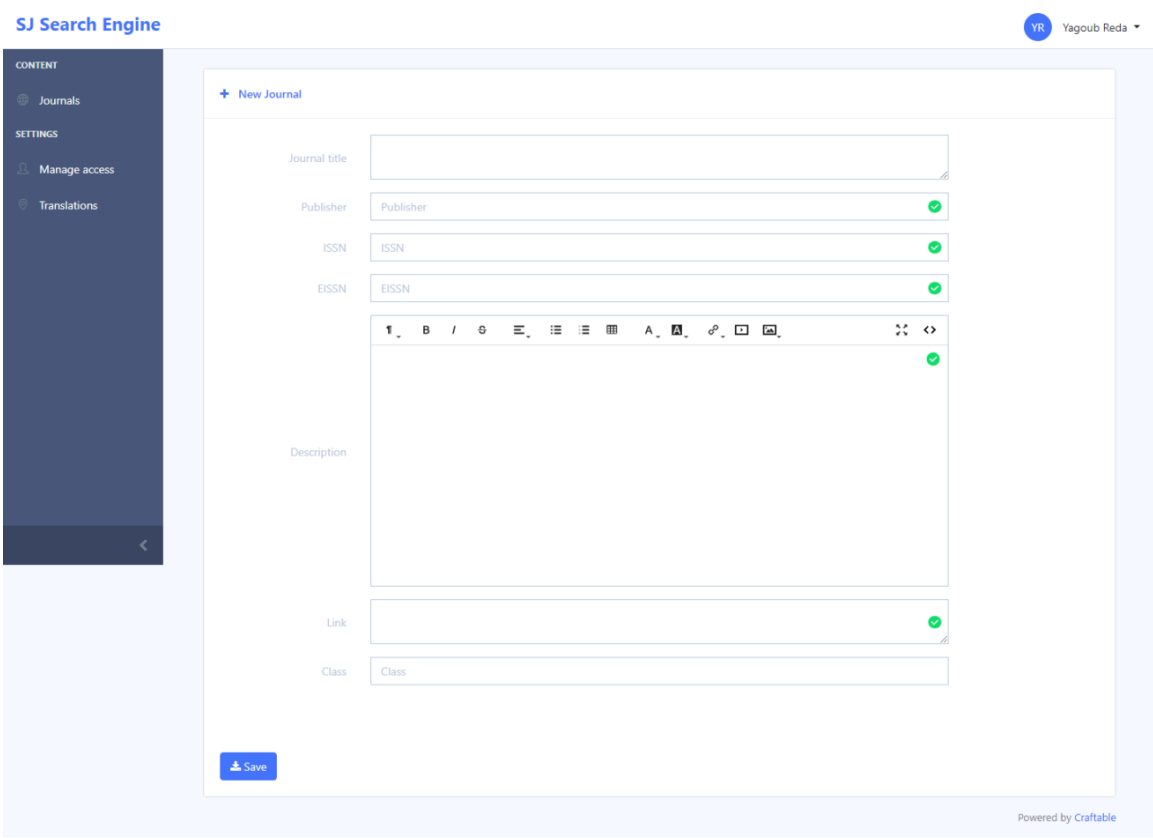 SJ Search Engine
YR Yagoub Reda
CONTENT
Journals
SETTINGS
Manage access
Translations
+ New Journal
Journal title
Publisher Publisher
ISSN ISSN
EISSN EISSN
¶ B I S A A
Description
Link
Class Class
Save
Powered by Craftable